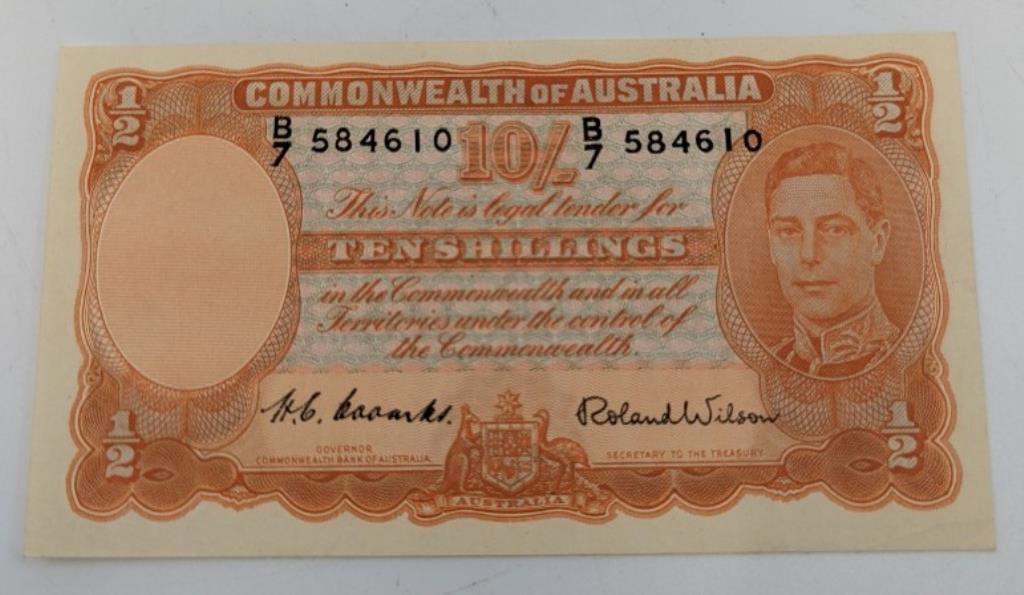 COMMONWEALTH OF AUSTRALIA
1/2 1/2
B/7 584610 10/- B/7 584610
This Note is legal tender for
TEN SHILLINGS
in the Commonwealth and in all
Territories under the control of
the Commonwealth.
H.C. Coombs. Roland Wilson
GOVERNOR
COMMONWEALTH BANK OF AUSTRALIA. SECRETARY TO THE TREASURY
1/2 1/2
AUSTRALIA